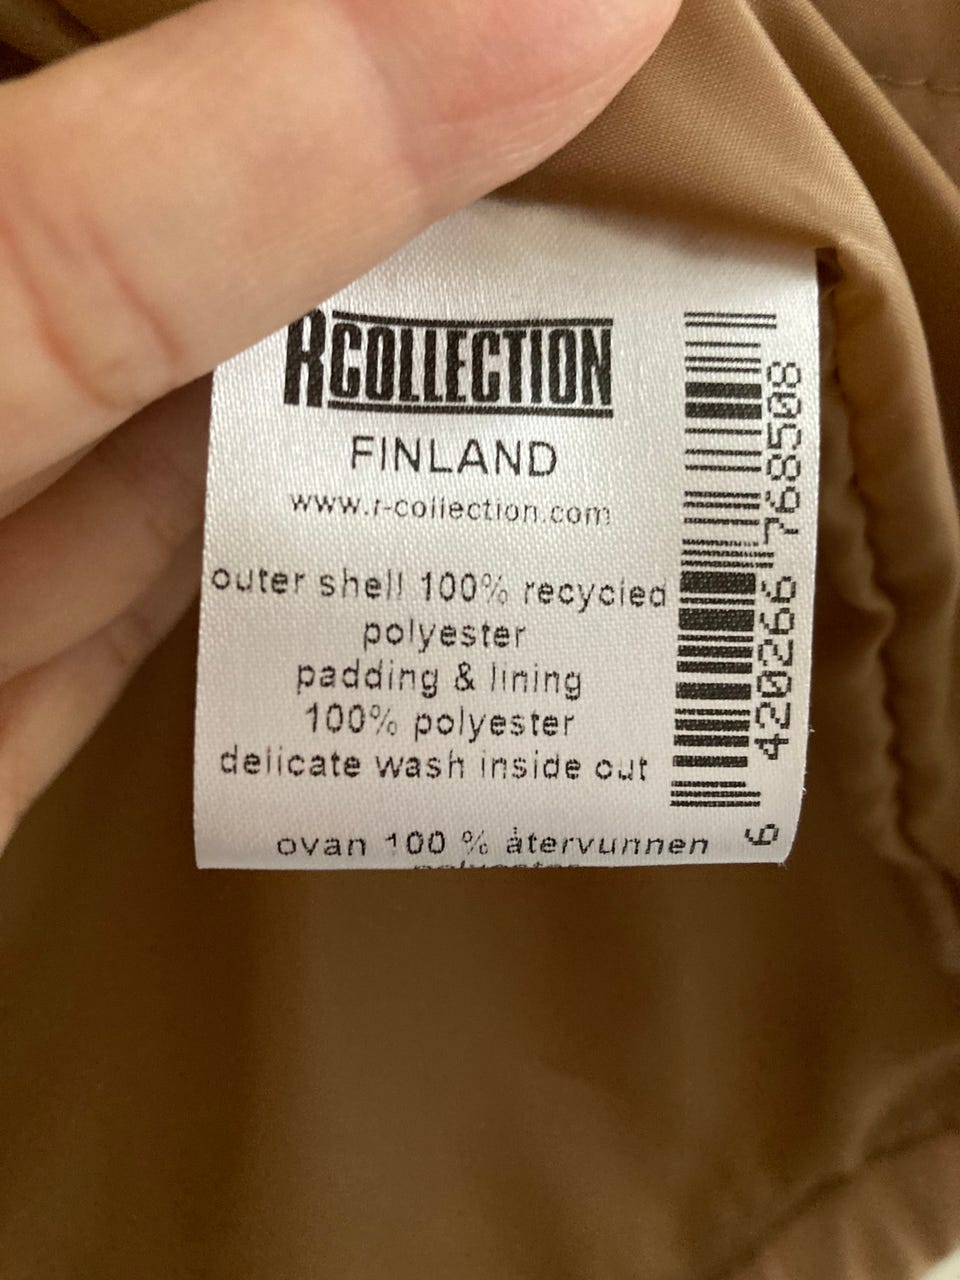 RCOLLECTION
FINLAND
www.r-collection.com
outer shell 100% recycled
polyester
padding & lining
100% polyester
delicate wash inside out
ovan 100 % återvunnen
polyester
6 420266 768508